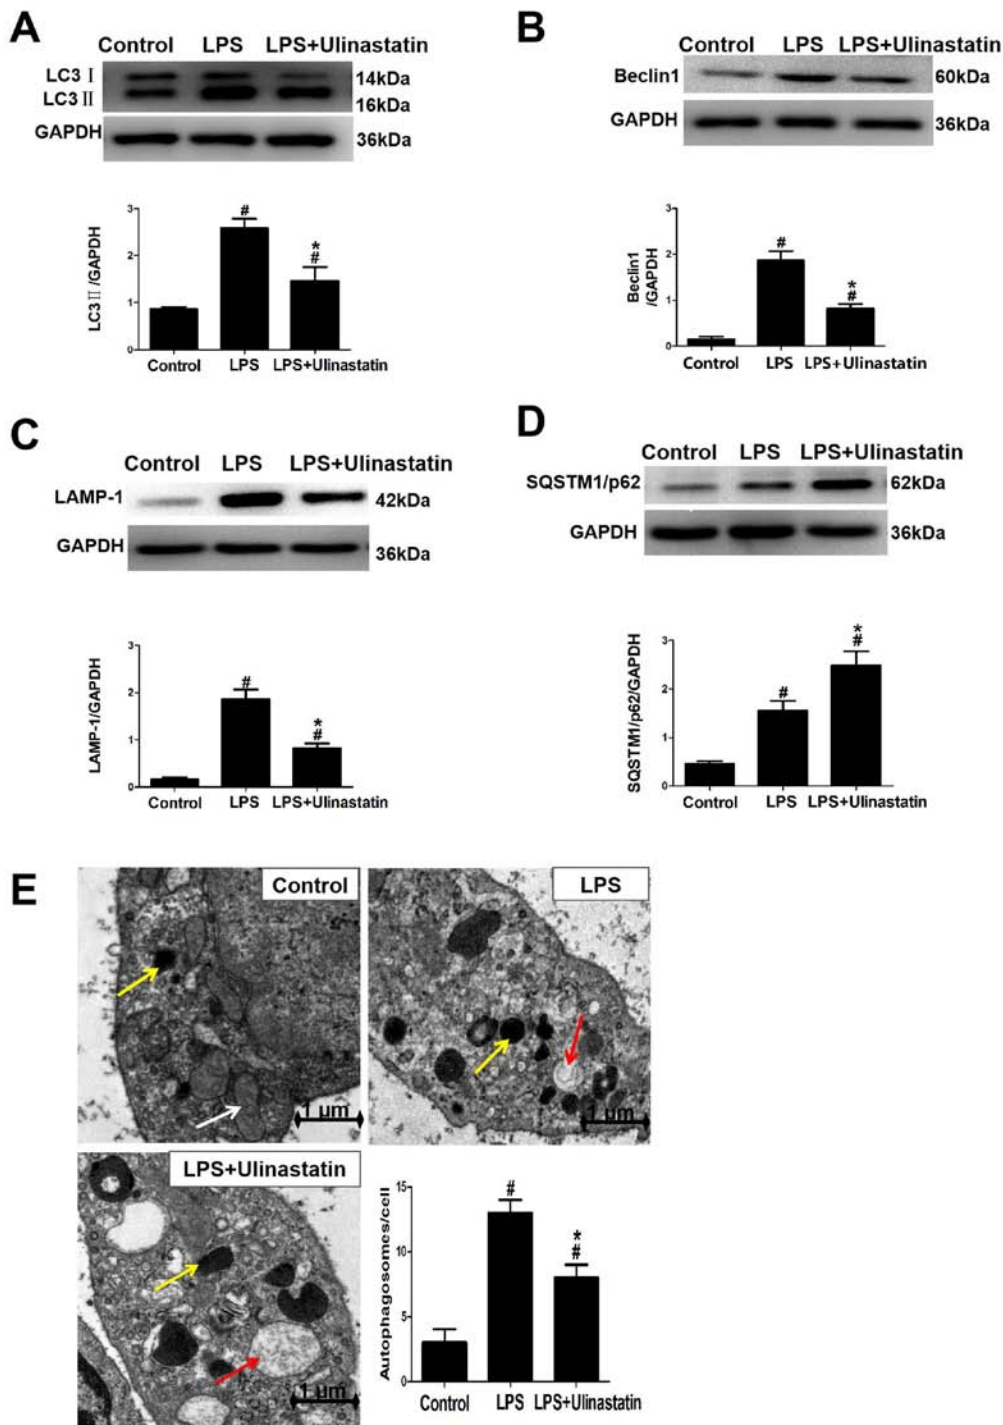 A
Control LPS LPS+Ulinastatin
LC3 Ⅰ 14kDa
LC3 Ⅱ 16kDa
GAPDH 36kDa
LC3Ⅱ/GAPDH
3
2
1
0
# * #
Control LPS LPS+Ulinastatin
B
Control LPS LPS+Ulinastatin
Beclin1 60kDa
GAPDH 36kDa
Beclin1
/GAPDH
3
2
1
0
# * #
Control LPS LPS+Ulinastatin
C
Control LPS LPS+Ulinastatin
LAMP-1 42kDa
GAPDH 36kDa
LAMP-1/GAPDH
3
2
1
0
# * #
Control LPS LPS+Ulinastatin
D
Control LPS LPS+Ulinastatin
SQSTM1/p62 62kDa
GAPDH 36kDa
SQSTM1/p62/GAPDH
3
2
1
0
# * #
Control LPS LPS+Ulinastatin
E
Control
1 μm
LPS
1 μm
LPS+Ulinastatin
1 μm
Autophagosomes/cell
15
10
5
0
# * #
Control LPS LPS+Ulinastatin